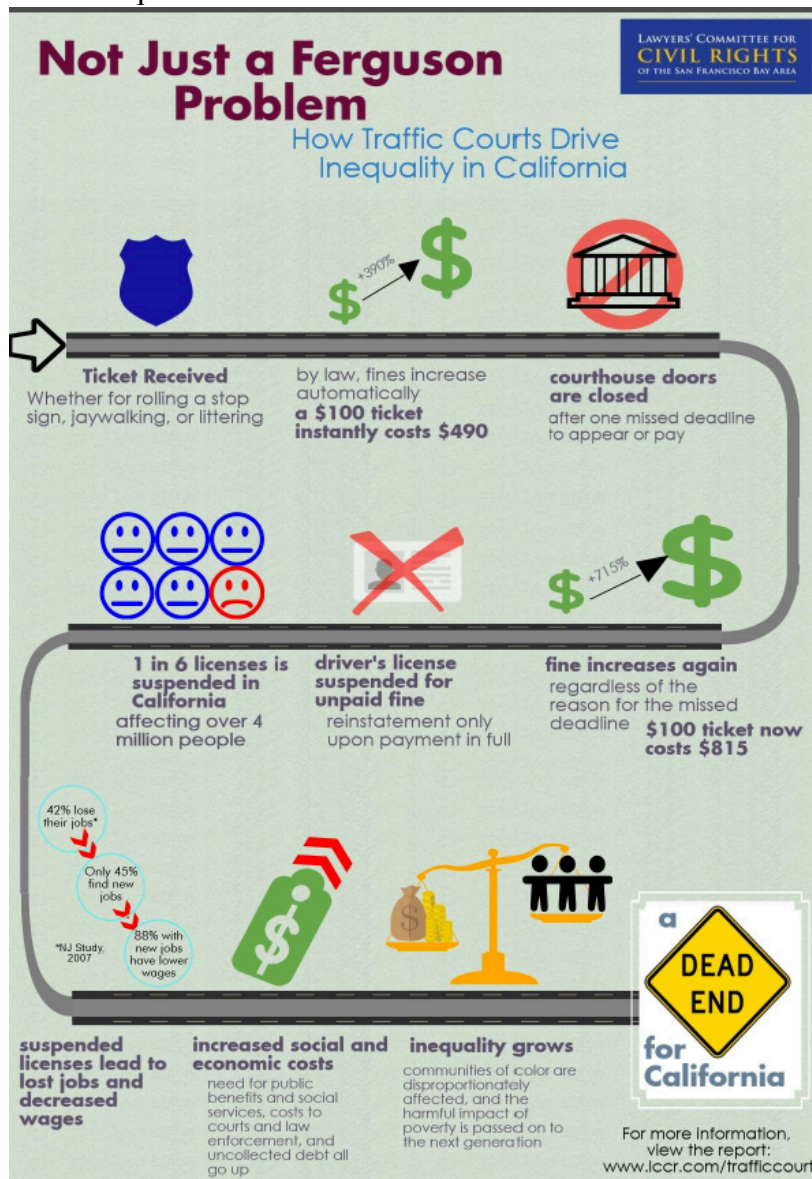 LAWYERS' COMMITTEE FOR
CIVIL RIGHTS
OF THE SAN FRANCISCO BAY AREA
Not Just a Ferguson
Problem
How Traffic Courts Drive
Inequality in California
+390%
Ticket Received
Whether for rolling a stop
sign, jaywalking, or littering
by law, fines increase
automatically
a $100 ticket
instantly costs $490
courthouse doors
are closed
after one missed deadline
to appear or pay
+715%
1 in 6 licenses is
suspended in
California
affecting over 4
million people
driver's license
suspended for
unpaid fine
reinstatement only
upon payment in full
fine increases again
regardless of the
reason for the missed
deadline
$100 ticket now
costs $815
42% lose
their jobs*
Only 45%
find new
jobs
88% with
new jobs
have lower
wages
*NJ Study,
2007
suspended
licenses lead to
lost jobs and
decreased
wages
increased social and
economic costs
need for public
benefits and social
services, costs to
courts and law
enforcement, and
uncollected debt all
go up
inequality grows
communities of color are
disproportionately
affected, and the
harmful impact of
poverty is passed on to
the next generation
a
DEAD
END
for
California
For more information,
view the report:
www.lccr.com/trafficcourt